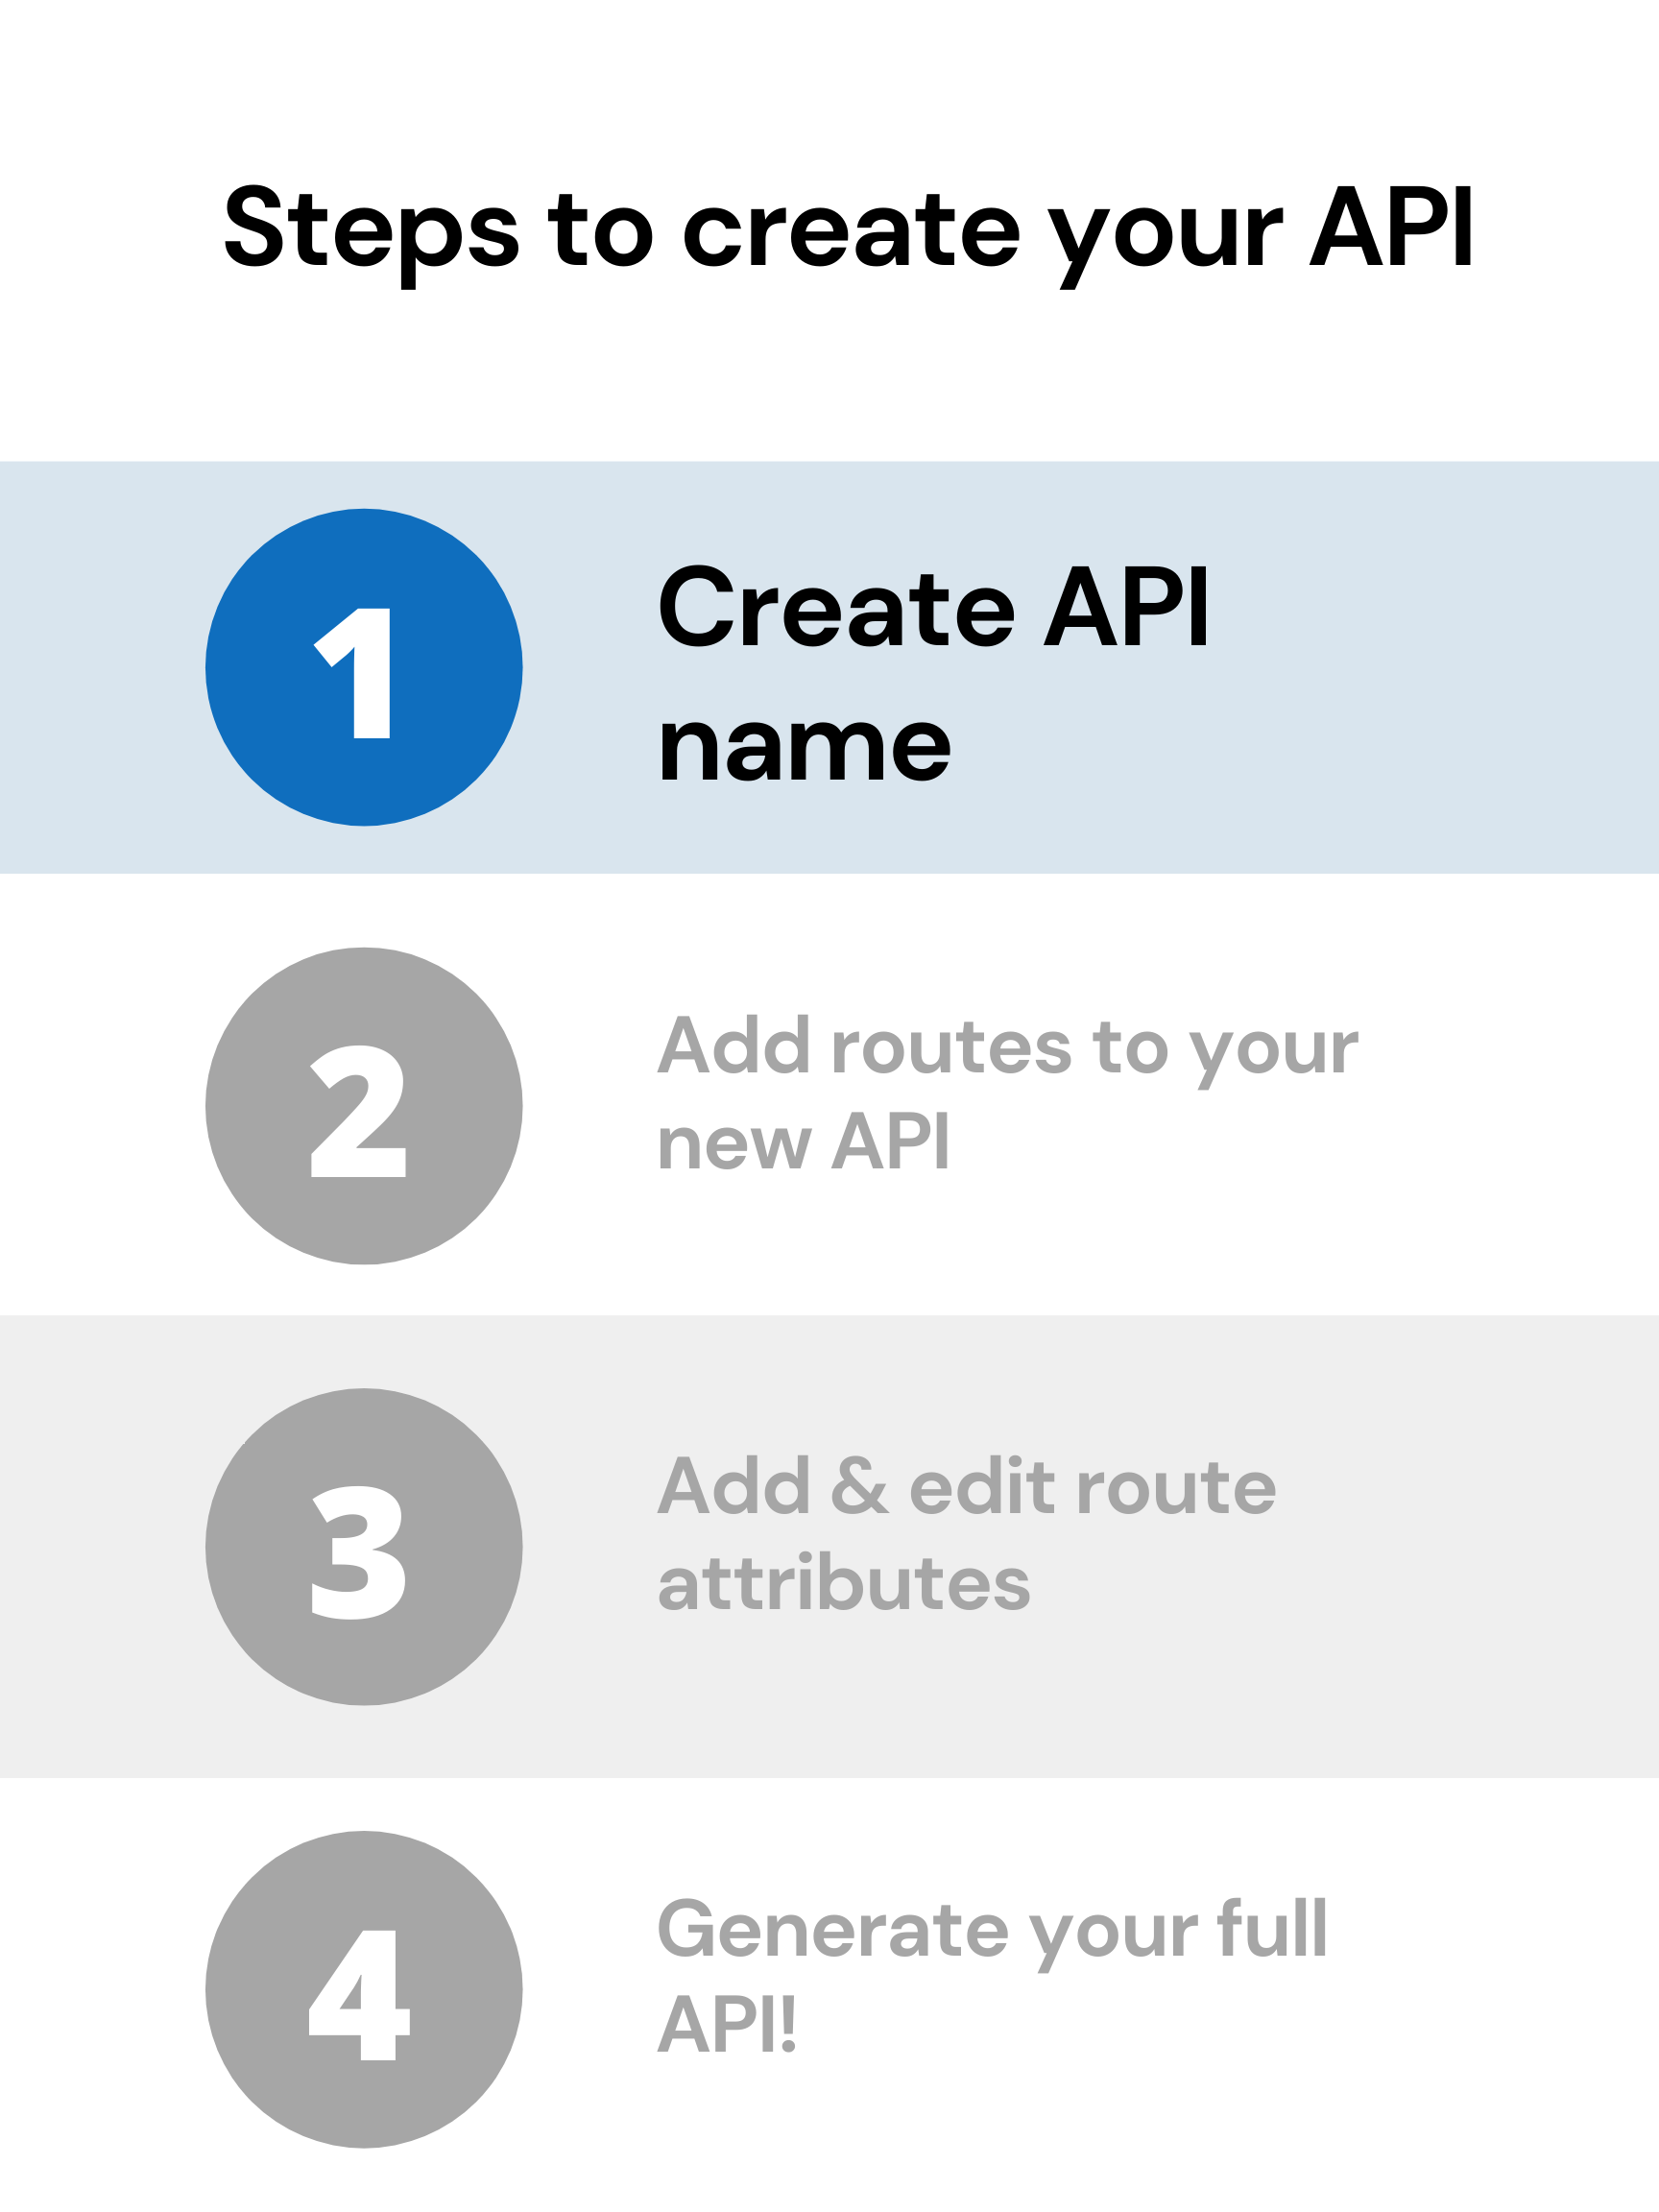 Steps to create your API
1
Create API
name
2
Add routes to your
new API
3
Add & edit route
attributes
4
Generate your full
API!